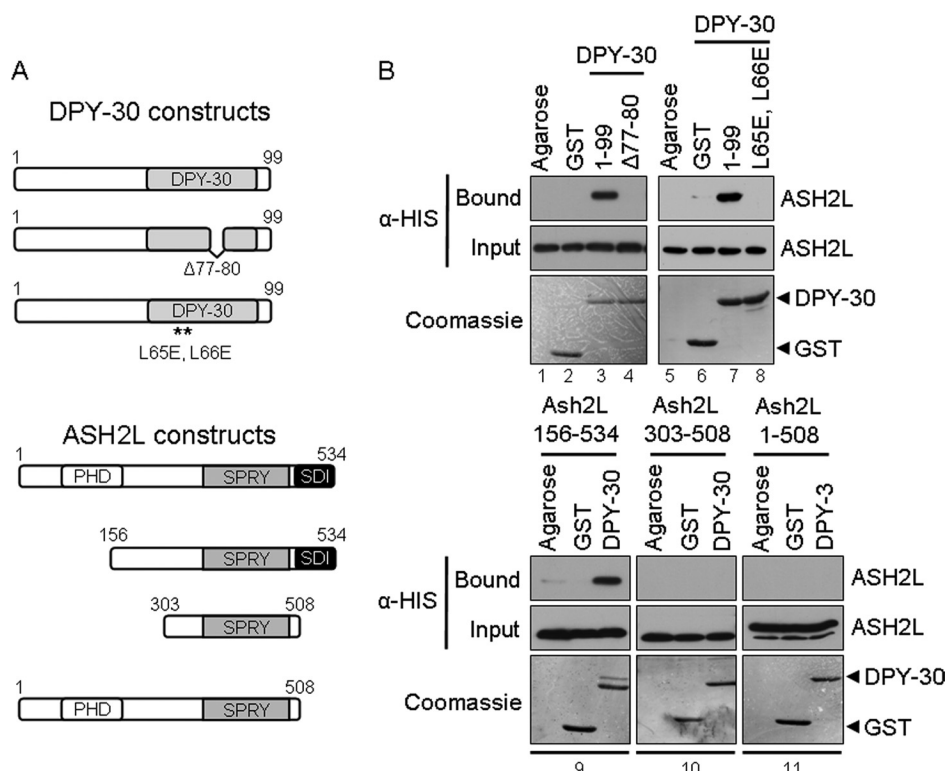 A
DPY-30 constructs
1 99
DPY-30
1 99
Δ77-80
1 99
DPY-30
**
L65E, L66E
ASH2L constructs
1 534
PHD SPRY SDI
156 534
SPRY SDI
303 508
SPRY
1 508
PHD SPRY
B
DPY-30 DPY-30
Agarose GST 1-99 Δ77-80 Agarose GST 1-99 L65E, L66E
α-HIS
Bound ASH2L
Input ASH2L
Coomassie DPY-30
GST
1 2 3 4 5 6 7 8
Ash2L Ash2L Ash2L
156-534 303-508 1-508
Agarose GST DPY-30 Agarose GST DPY-30 Agarose GST DPY-3
α-HIS
Bound ASH2L
Input ASH2L
Coomassie DPY-30
GST
9 10 11